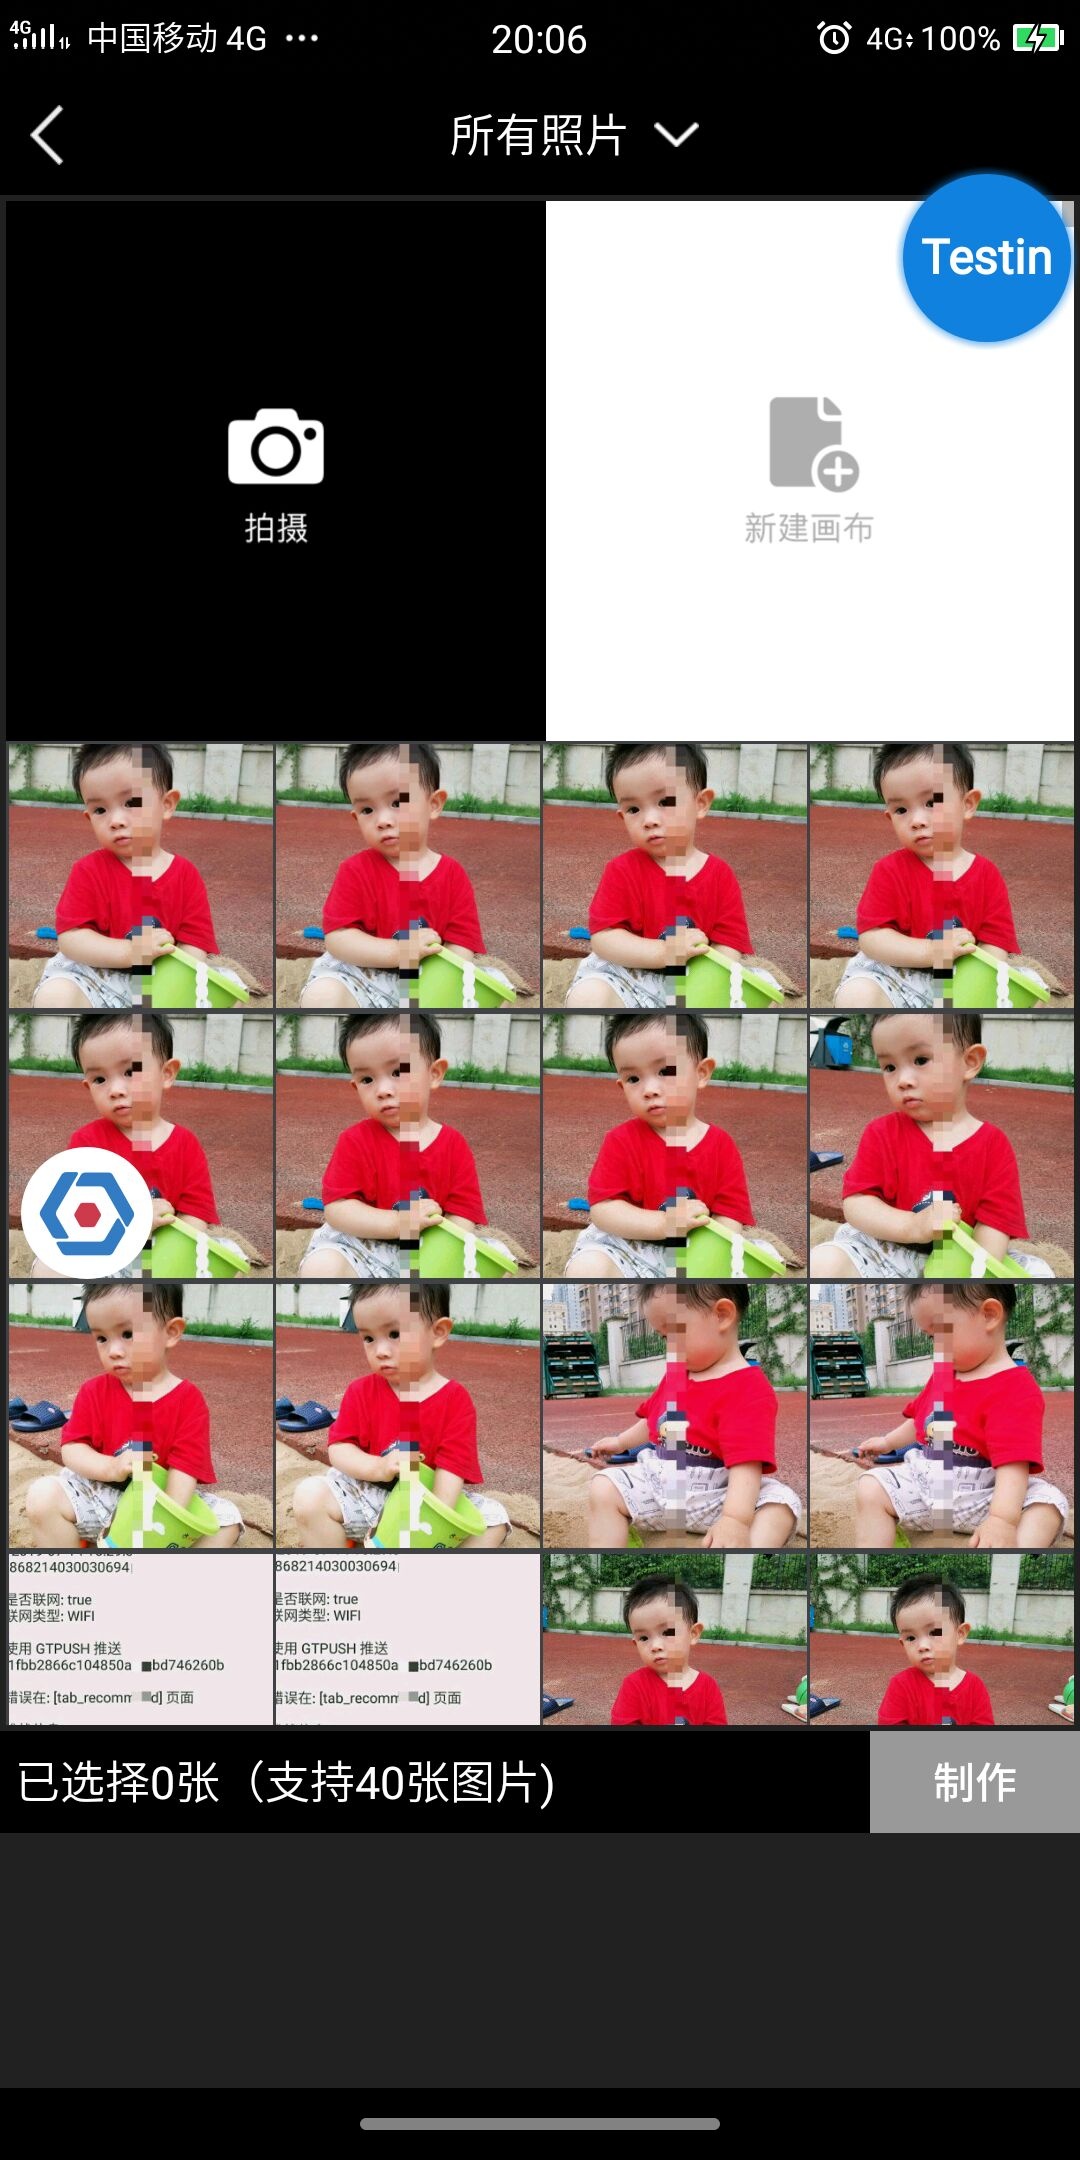 4G 中国移动 4G ... 20:06 4G 100%
所有照片
Testin
拍摄
新建画布
868214030030694
是否联网: true
联网类型: WIFI
使用 GTPUSH 推送
1fbb2866c104850a bd746260b
错误在: [tab_recomm d] 页面
868214030030694
是否联网: true
联网类型: WIFI
使用 GTPUSH 推送
1fbb2866c104850a bd746260b
错误在: [tab_recomm d] 页面
已选择0张（支持40张图片)
制作